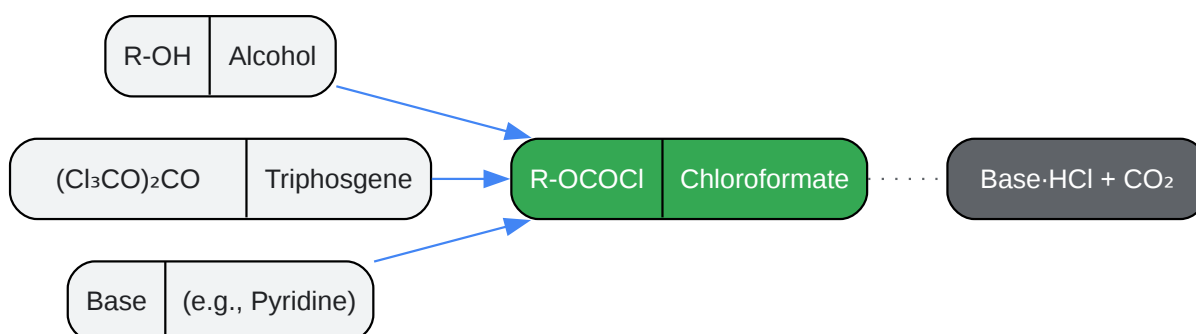 R-OH Alcohol
(Cl₃CO)₂CO Triphosgene
R-OCOCl Chloroformate
Base·HCl + CO₂
Base (e.g., Pyridine)